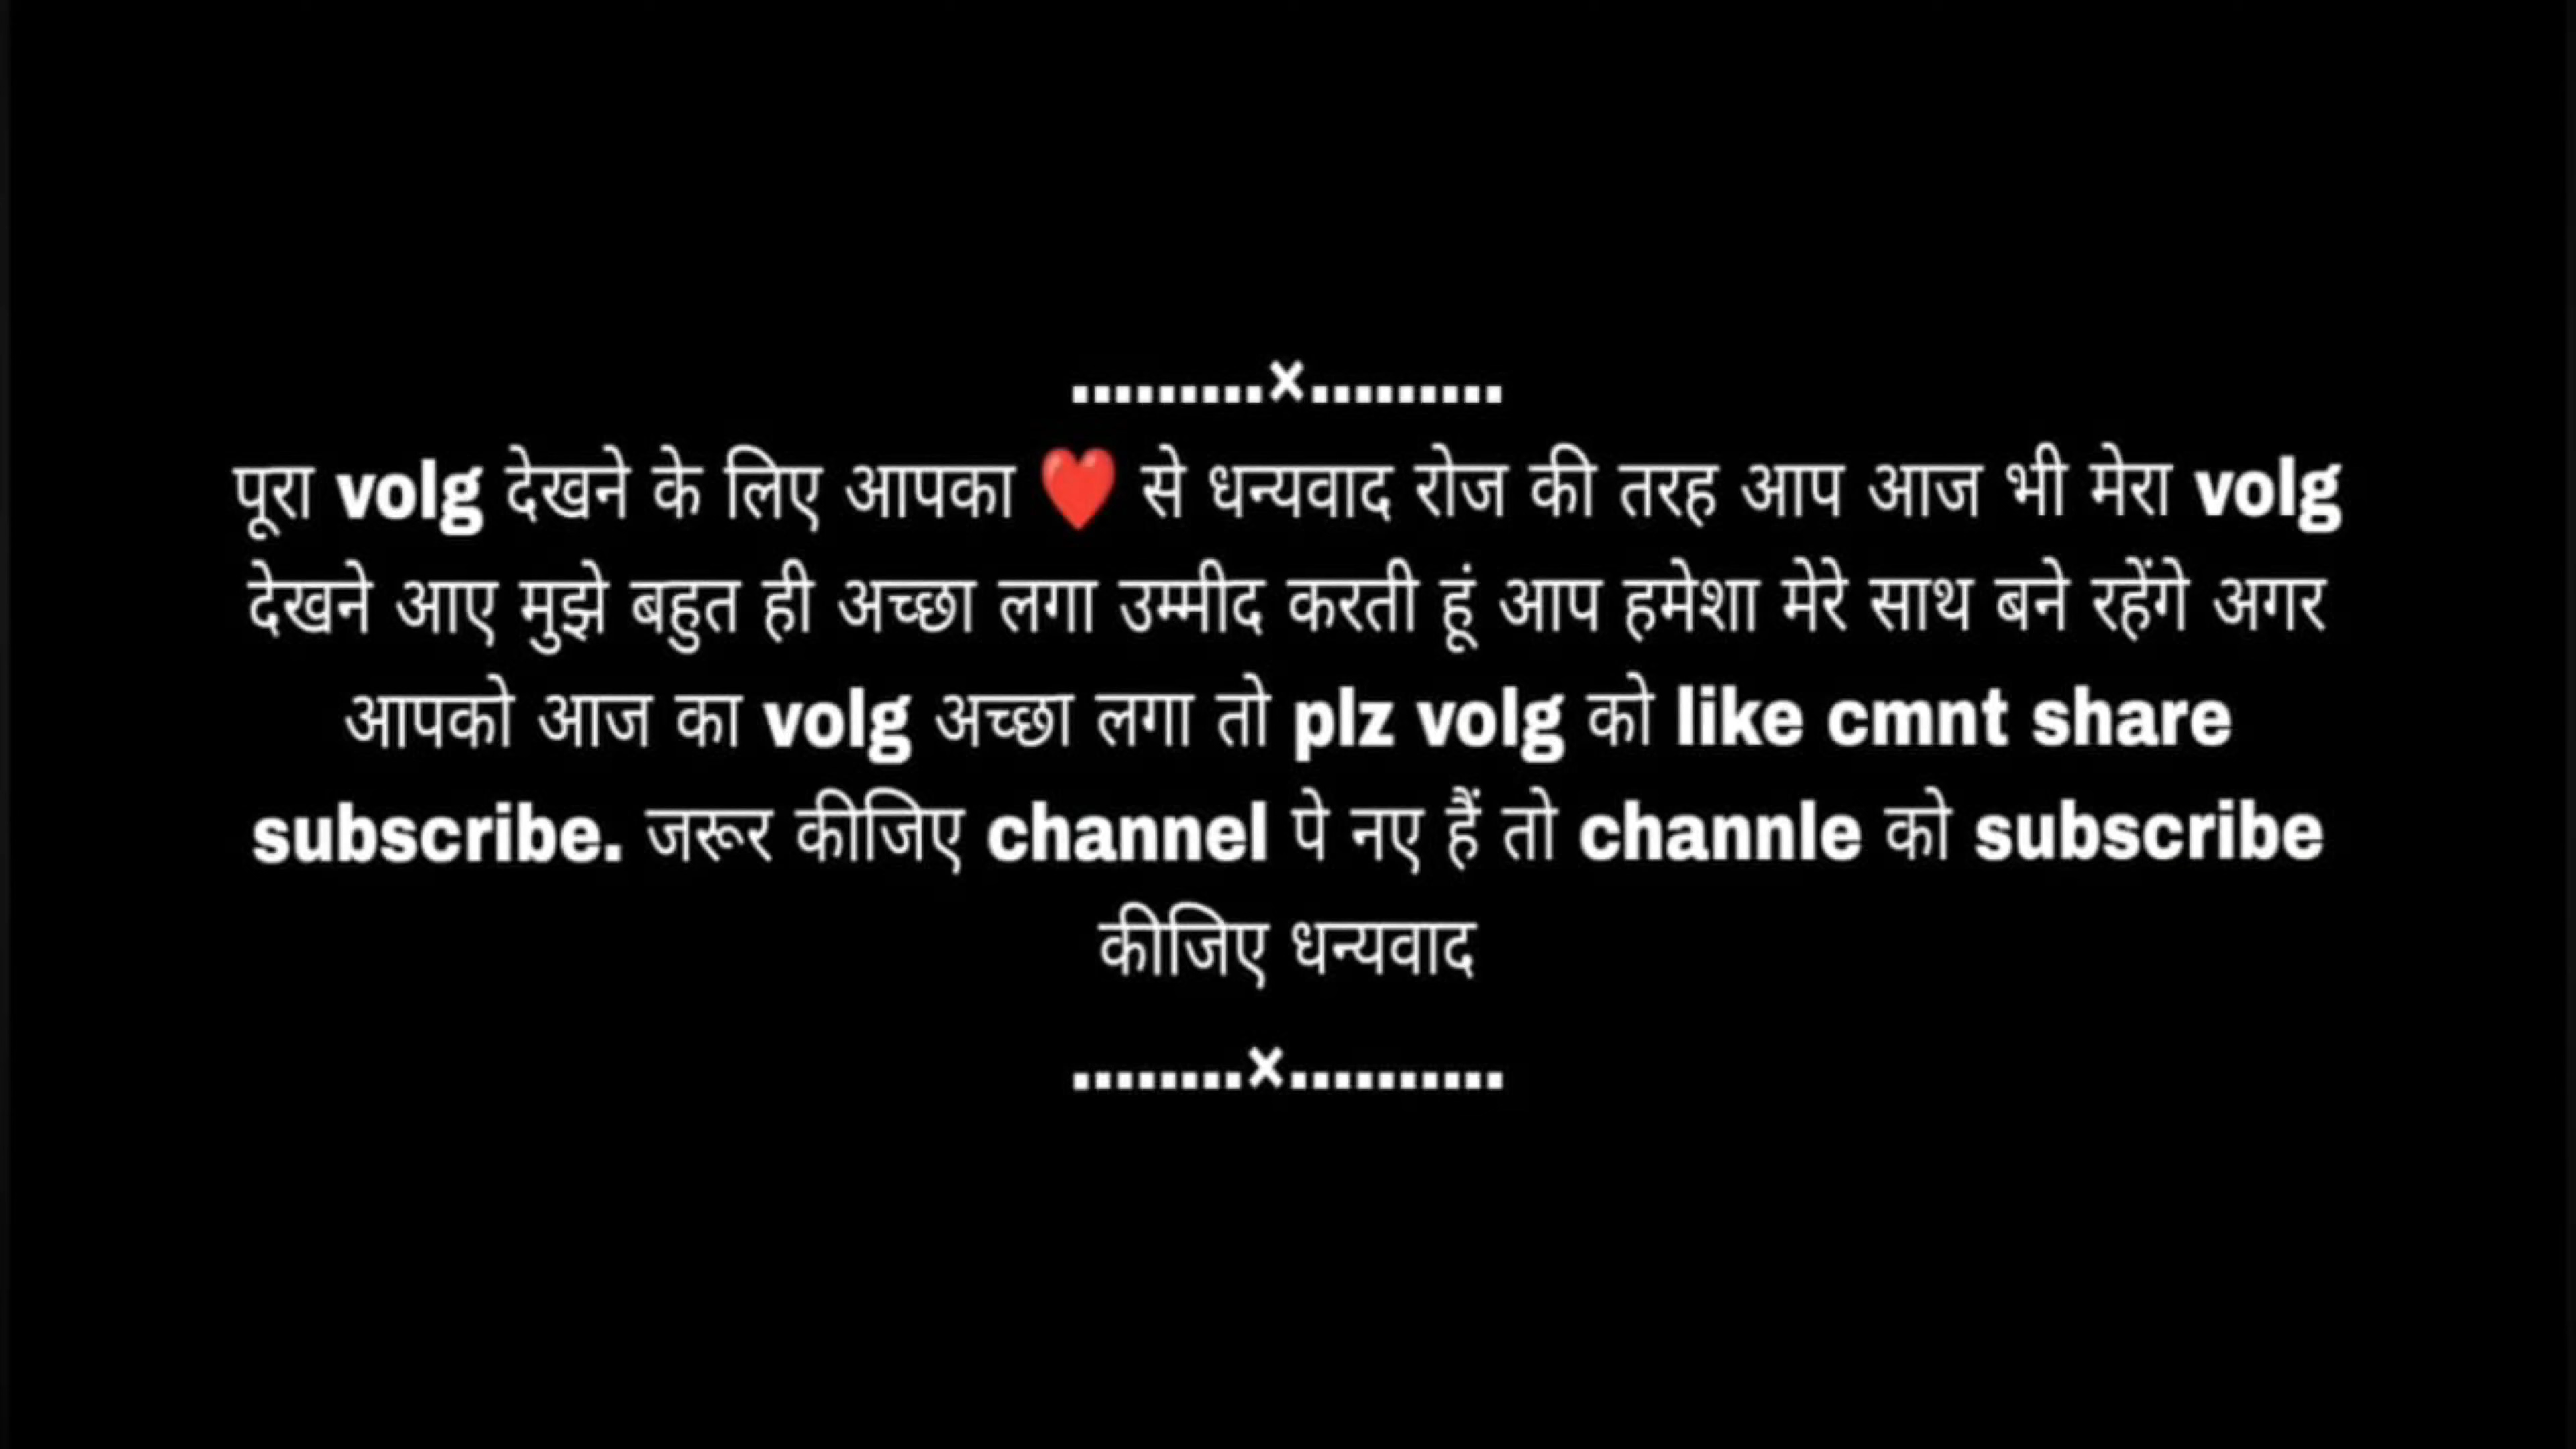 .........×.........
पूरा volg देखने के लिए आपका ❤️ से धन्यवाद रोज की तरह आप आज भी मेरा volg
देखने आए मुझे बहुत ही अच्छा लगा उम्मीद करती हूं आप हमेशा मेरे साथ बने रहेंगे अगर
आपको आज का volg अच्छा लगा तो plz volg को like cmnt share
subscribe. जरूर कीजिए channel पे नए हैं तो channle को subscribe
कीजिए धन्यवाद
........×..........